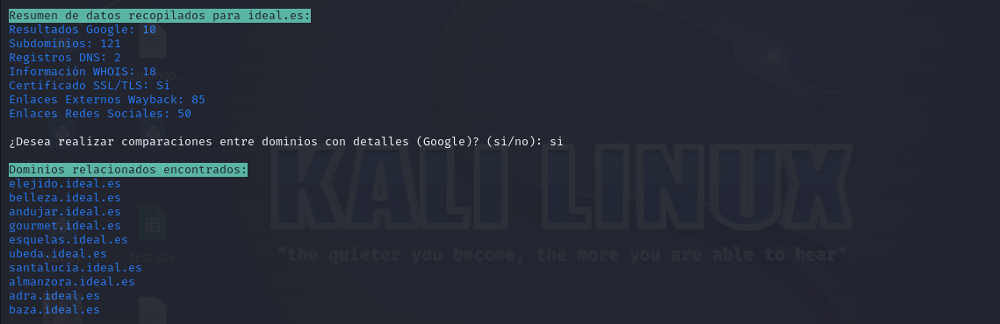 Resumen de datos recopilados para ideal.es:
Resultados Google: 10
Subdominios: 121
Registros DNS: 2
Información WHOIS: 18
Certificado SSL/TLS: Sí
Enlaces Externos Wayback: 85
Enlaces Redes Sociales: 50
¿Desea realizar comparaciones entre dominios con detalles (Google)? (si/no): si
Dominios relacionados encontrados:
elejido.ideal.es
belleza.ideal.es
andujar.ideal.es
gourmet.ideal.es
esquelas.ideal.es
ubeda.ideal.es
santalucia.ideal.es
almanzora.ideal.es
adra.ideal.es
baza.ideal.es
KALI LINUX
"the quieter you become, the more you are able to hear"
test.csv